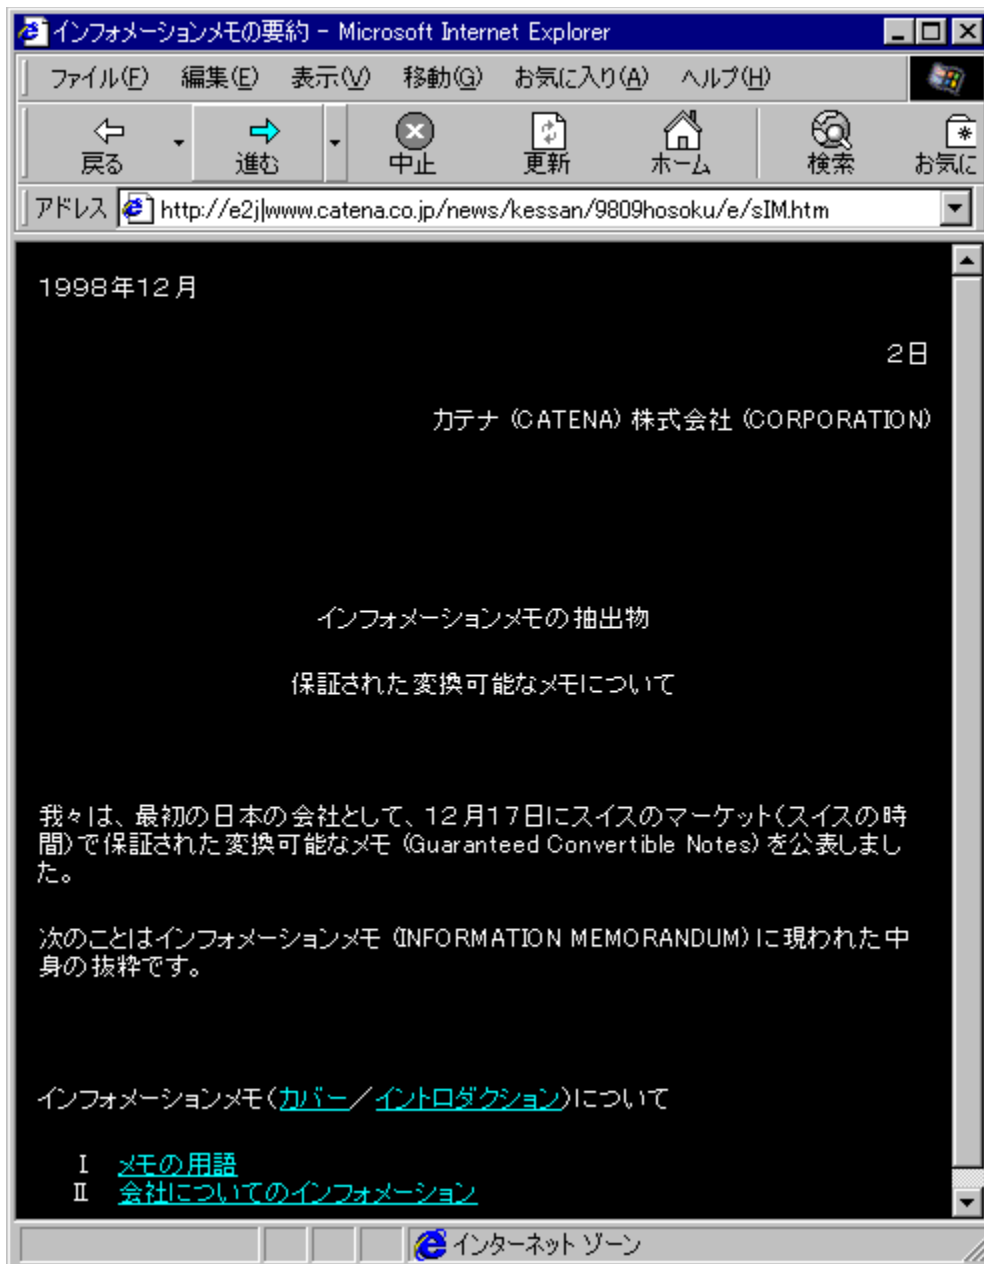 インフォメーションメモの要約 - Microsoft Internet Explorer
ファイル(F) 編集(E) 表示(V) 移動(G) お気に入り(A) ヘルプ(H)
戻る 進む 中止 更新 ホーム 検索 お気に
アドレス http://e2j|www.catena.co.jp/news/kessan/9809hosoku/e/sIM.htm
1998年12月
2日
カテナ (CATENA) 株式会社 (CORPORATION)
インフォメーションメモの抽出物
保証された変換可能なメモについて
我々は、最初の日本の会社として、12月17日にスイスのマーケット(スイスの時
間)で保証された変換可能なメモ (Guaranteed Convertible Notes) を公表しまし
た。
次のことはインフォメーションメモ (INFORMATION MEMORANDUM) に現われた中
身の抜粋です。
インフォメーションメモ(カバー/イントロダクション)について
Ⅰ メモの用語
Ⅱ 会社についてのインフォメーション
インターネット ゾーン